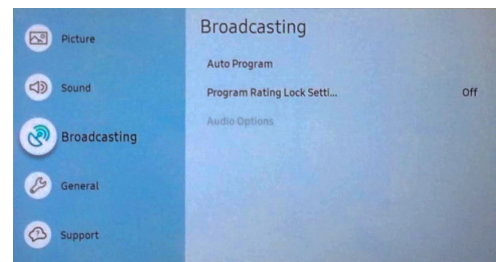 Picture
Sound
Broadcasting
General
Support
Broadcasting
Auto Program
Program Rating Lock Setti... Off
Audio Options